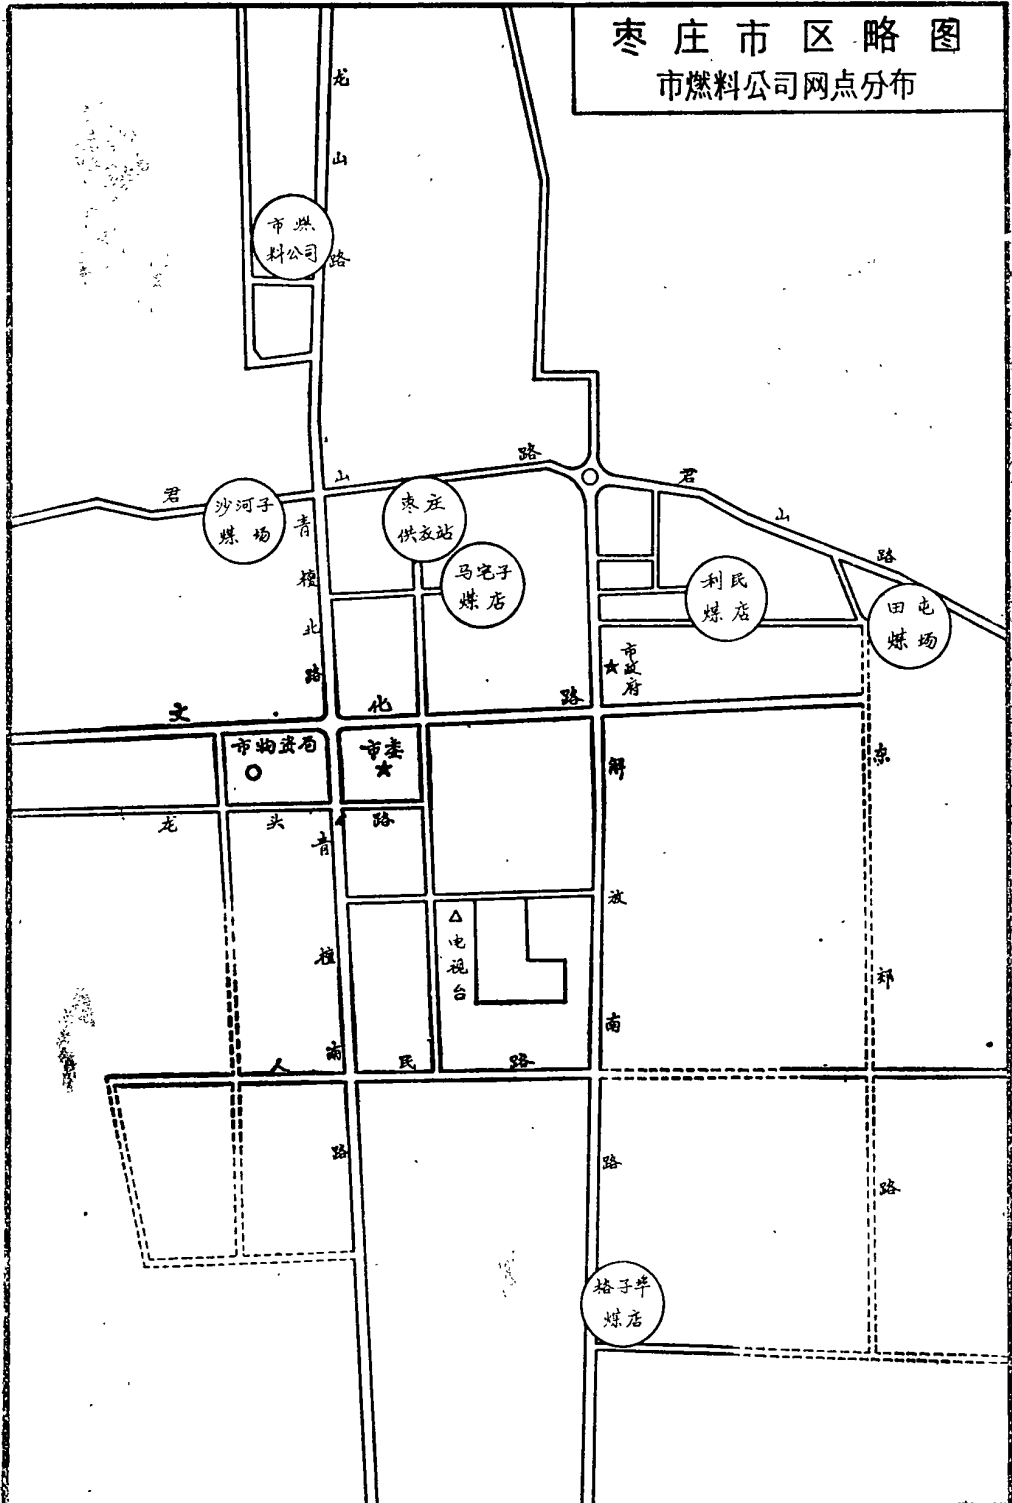 枣庄市区略图
市燃料公司网点分布
龙山路
市燃
料公司
君山路
君山路
沙河子
煤场
枣庄
供应站
马宅子
煤店
利民
煤店
田屯
煤场
青檀北路
市政府
文化路
市物资局
市委
解放南路
东郊路
龙头路
青檀南路
电视台
人民路
煤店